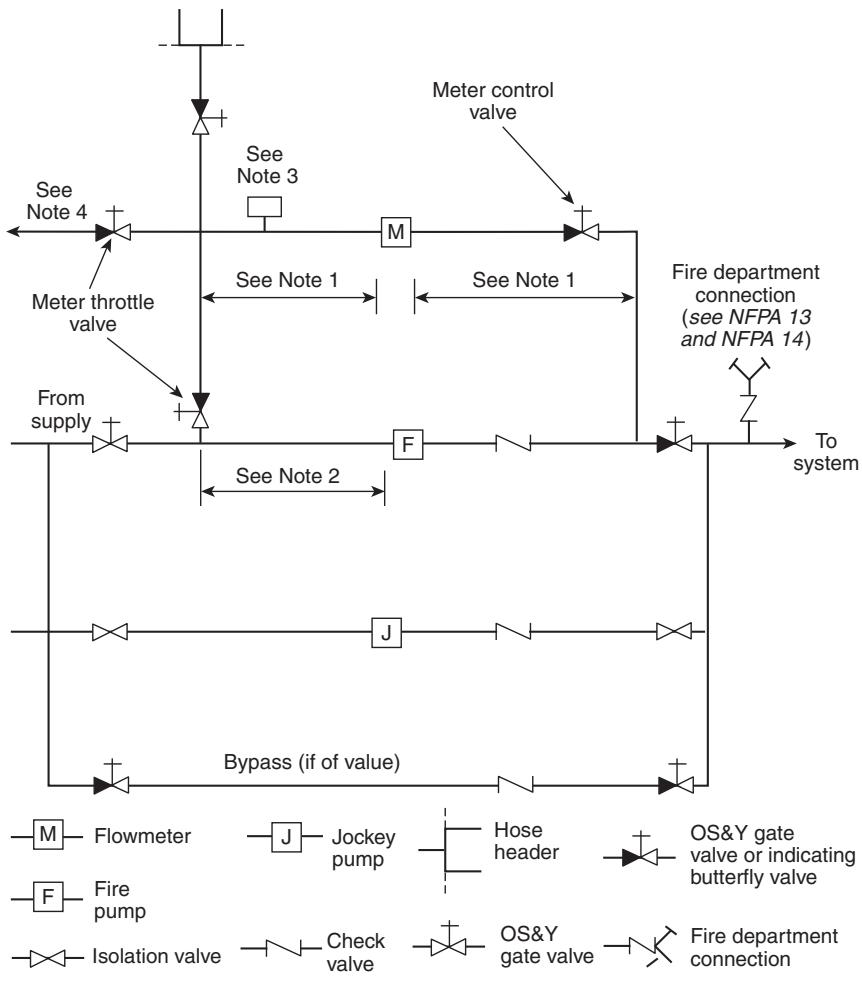 Meter control
valve
See
Note 3
See
Note 4
M
See Note 1
See Note 1
Fire department
connection
(see NFPA 13
and NFPA 14)
Meter throttle
valve
From
supply
F
To
system
See Note 2
J
Bypass (if of value)
M
Flowmeter
J
Jockey
pump
Hose
header
OS&Y gate
valve or indicating
butterfly valve
F
Fire
pump
Isolation valve
Check
valve
OS&Y
gate valve
Fire department
connection